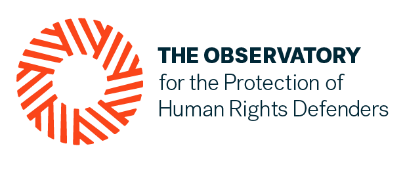 THE OBSERVATORY
for the Protection of
Human Rights Defenders